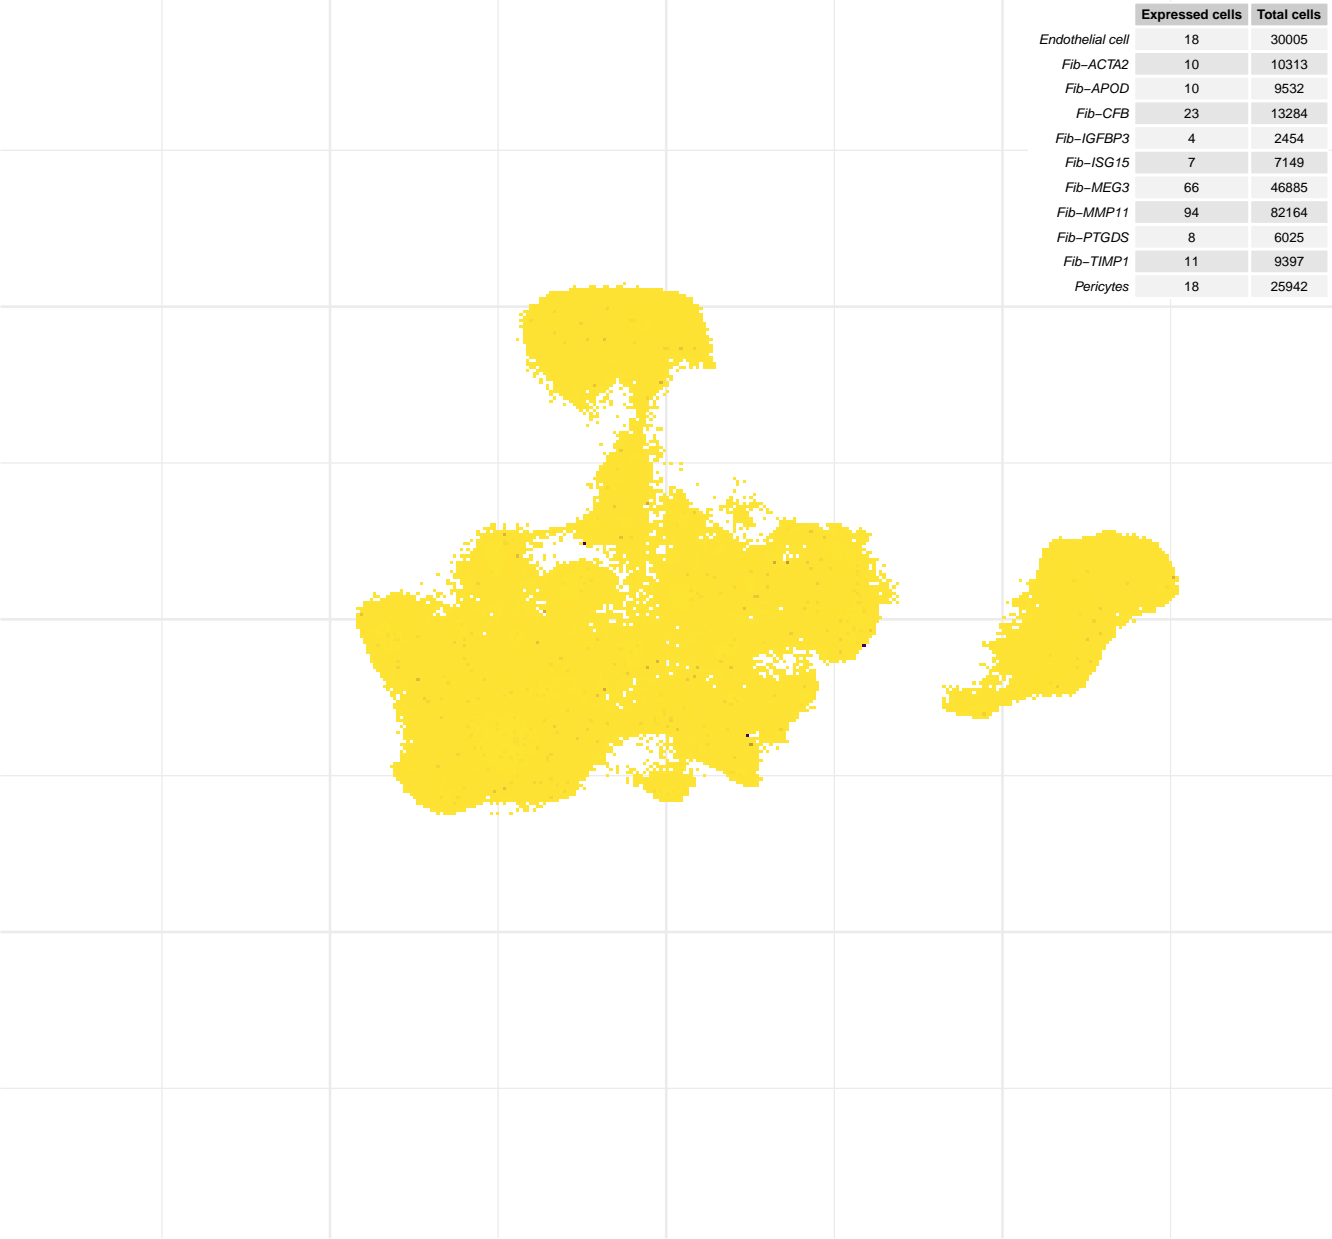 Expressed cells Total cells
Endothelial cell 18 30005
Fib−ACTA2 10 10313
Fib−APOD 10 9532
Fib−CFB 23 13284
Fib−IGFBP3 4 2454
Fib−ISG15 7 7149
Fib−MEG3 66 46885
Fib−MMP11 94 82164
Fib−PTGDS 8 6025
Fib−TIMP1 11 9397
Pericytes 18 25942